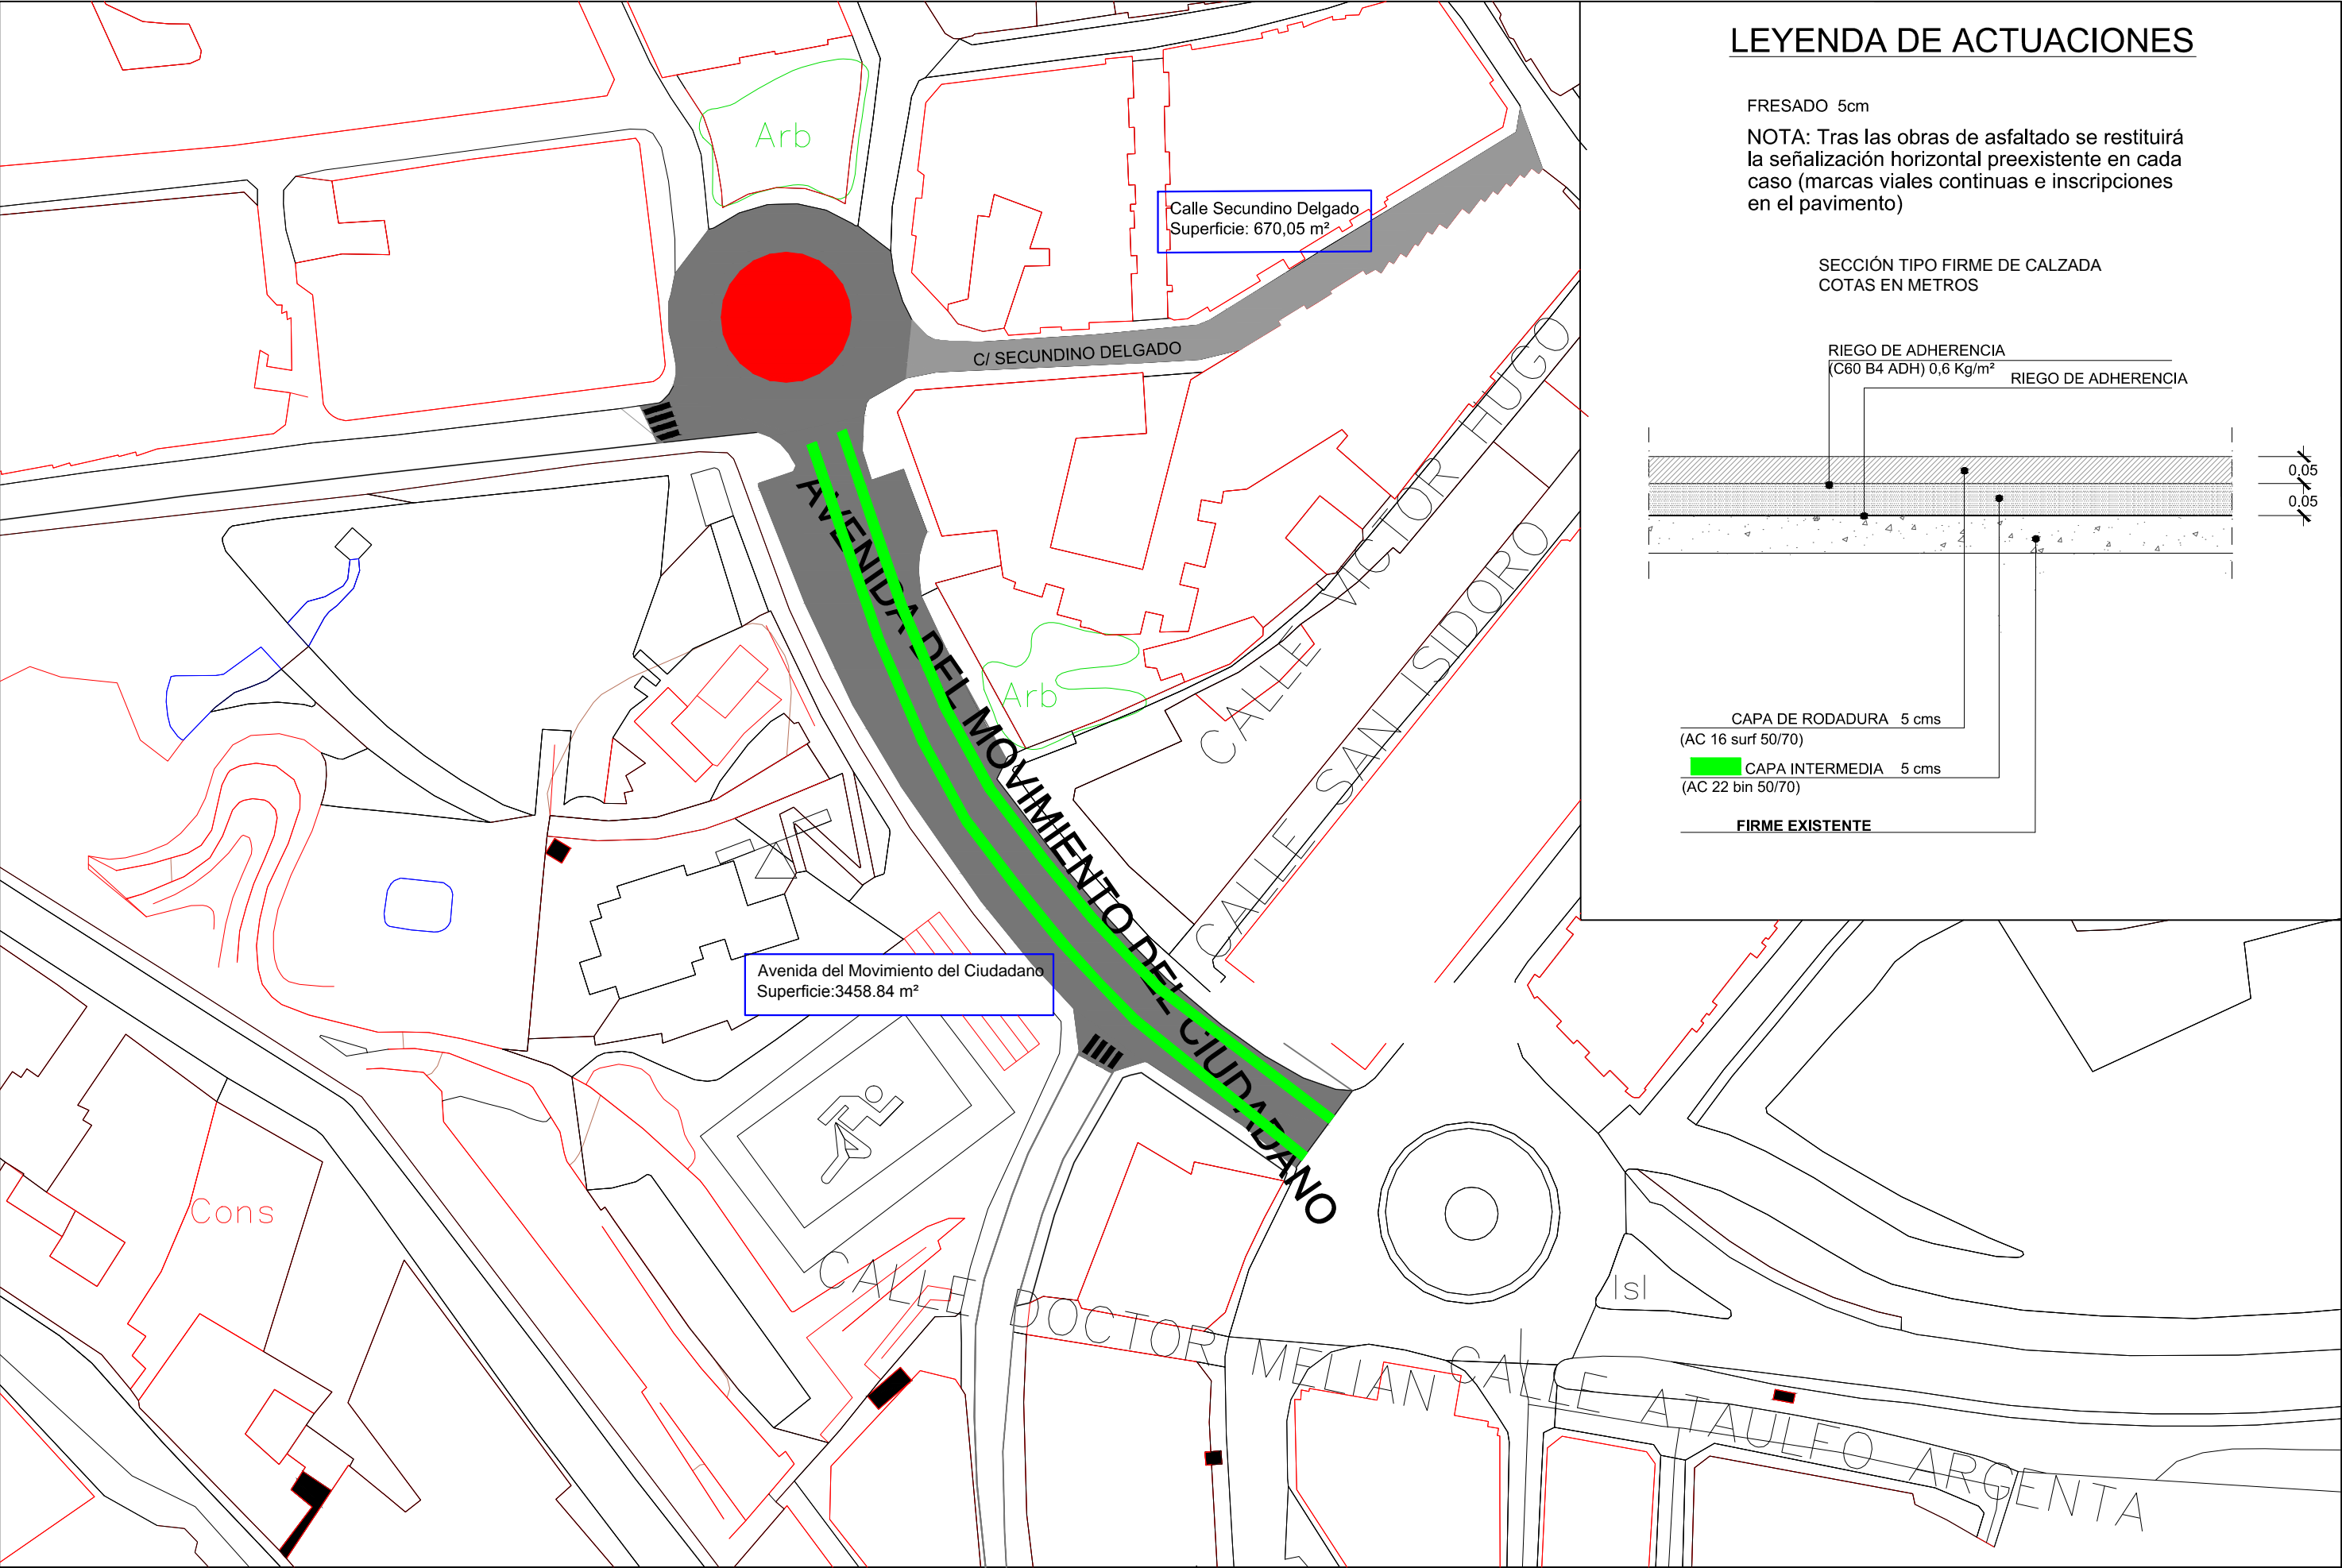 LEYENDA DE ACTUACIONES
FRESADO 5cm
NOTA: Tras las obras de asfaltado se restituirá
la señalización horizontal preexistente en cada
caso (marcas viales continuas e inscripciones
en el pavimento)
SECCIÓN TIPO FIRME DE CALZADA
COTAS EN METROS
RIEGO DE ADHERENCIA
(C60 B4 ADH) 0,6 Kg/m²
RIEGO DE ADHERENCIA
0.05
0.05
CAPA DE RODADURA 5 cms
(AC 16 surf 50/70)
CAPA INTERMEDIA 5 cms
(AC 22 bin 50/70)
FIRME EXISTENTE
Arb
Calle Secundino Delgado
Superficie: 670,05 m²
C/ SECUNDINO DELGADO
AVENIDA DEL MOVIMIENTO DEL CIUDADANO
Arb
CALLE VICTOR HUGO
CALLE SAN ISIDORO
Avenida del Movimiento del Ciudadano
Superficie:3458.84 m²
Cons
Isl
CALLE DOCTOR MELIAN
CALLE ATAULFO ARGENTA